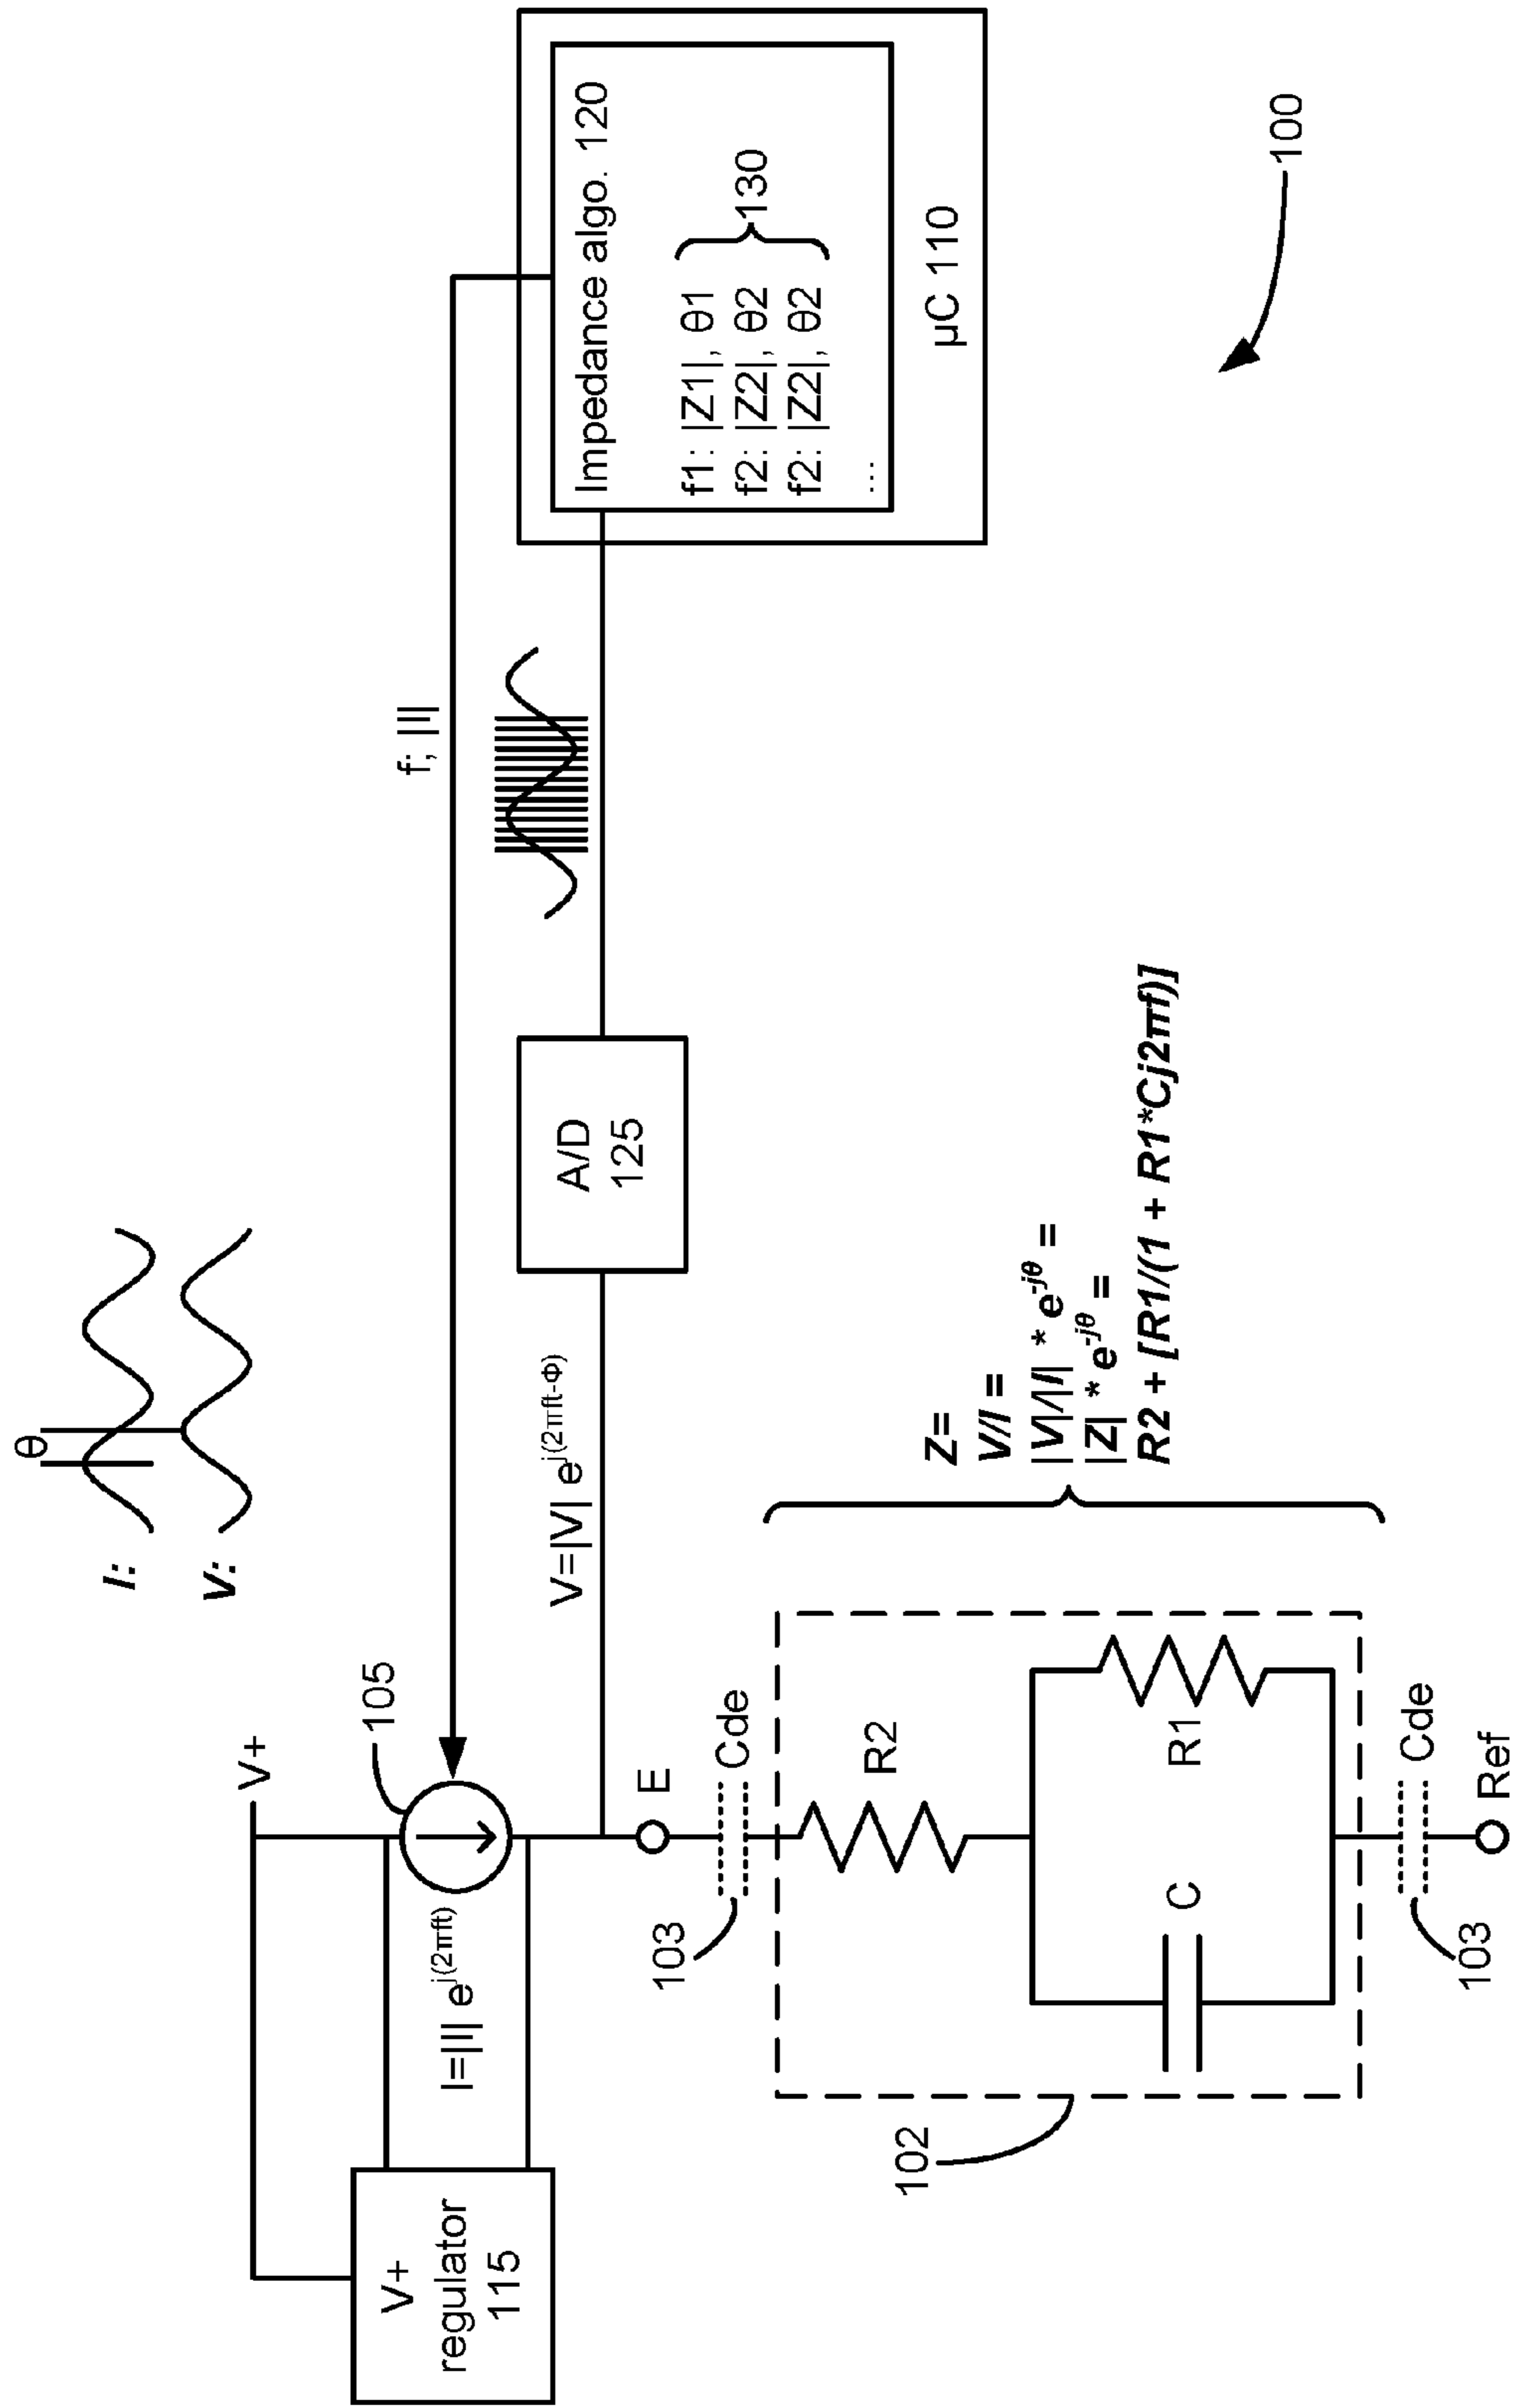 θ
I:
V:
V+
105
f; |I|
V+
regulator
115
I=|I| e^j(2πft)
V=|V| e^j(2πft-Φ)
A/D
125
Impedance algo. 120
f1: |Z1|, θ1
f2: |Z2|, θ2
f2: |Z2|, θ2
...
130
µC 110
E
103
Cde
102
R2
C
R1
103
Cde
Ref
Z=
V/I =
|V|/|I| * e^-jθ =
|Z| * e^-jθ =
R2 + [R1/(1 + R1*Cj2πf)]
100